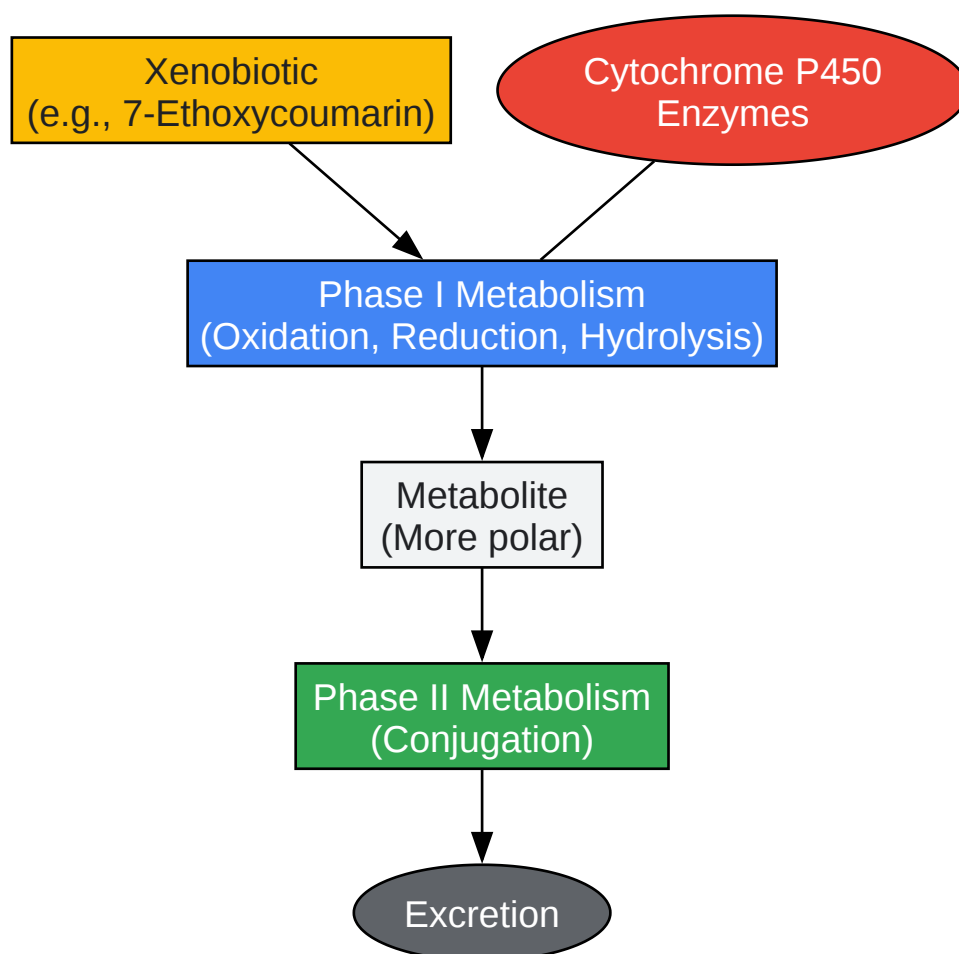 Xenobiotic
(e.g., 7-Ethoxycoumarin)
Cytochrome P450
Enzymes
Phase I Metabolism
(Oxidation, Reduction, Hydrolysis)
Metabolite
(More polar)
Phase II Metabolism
(Conjugation)
Excretion